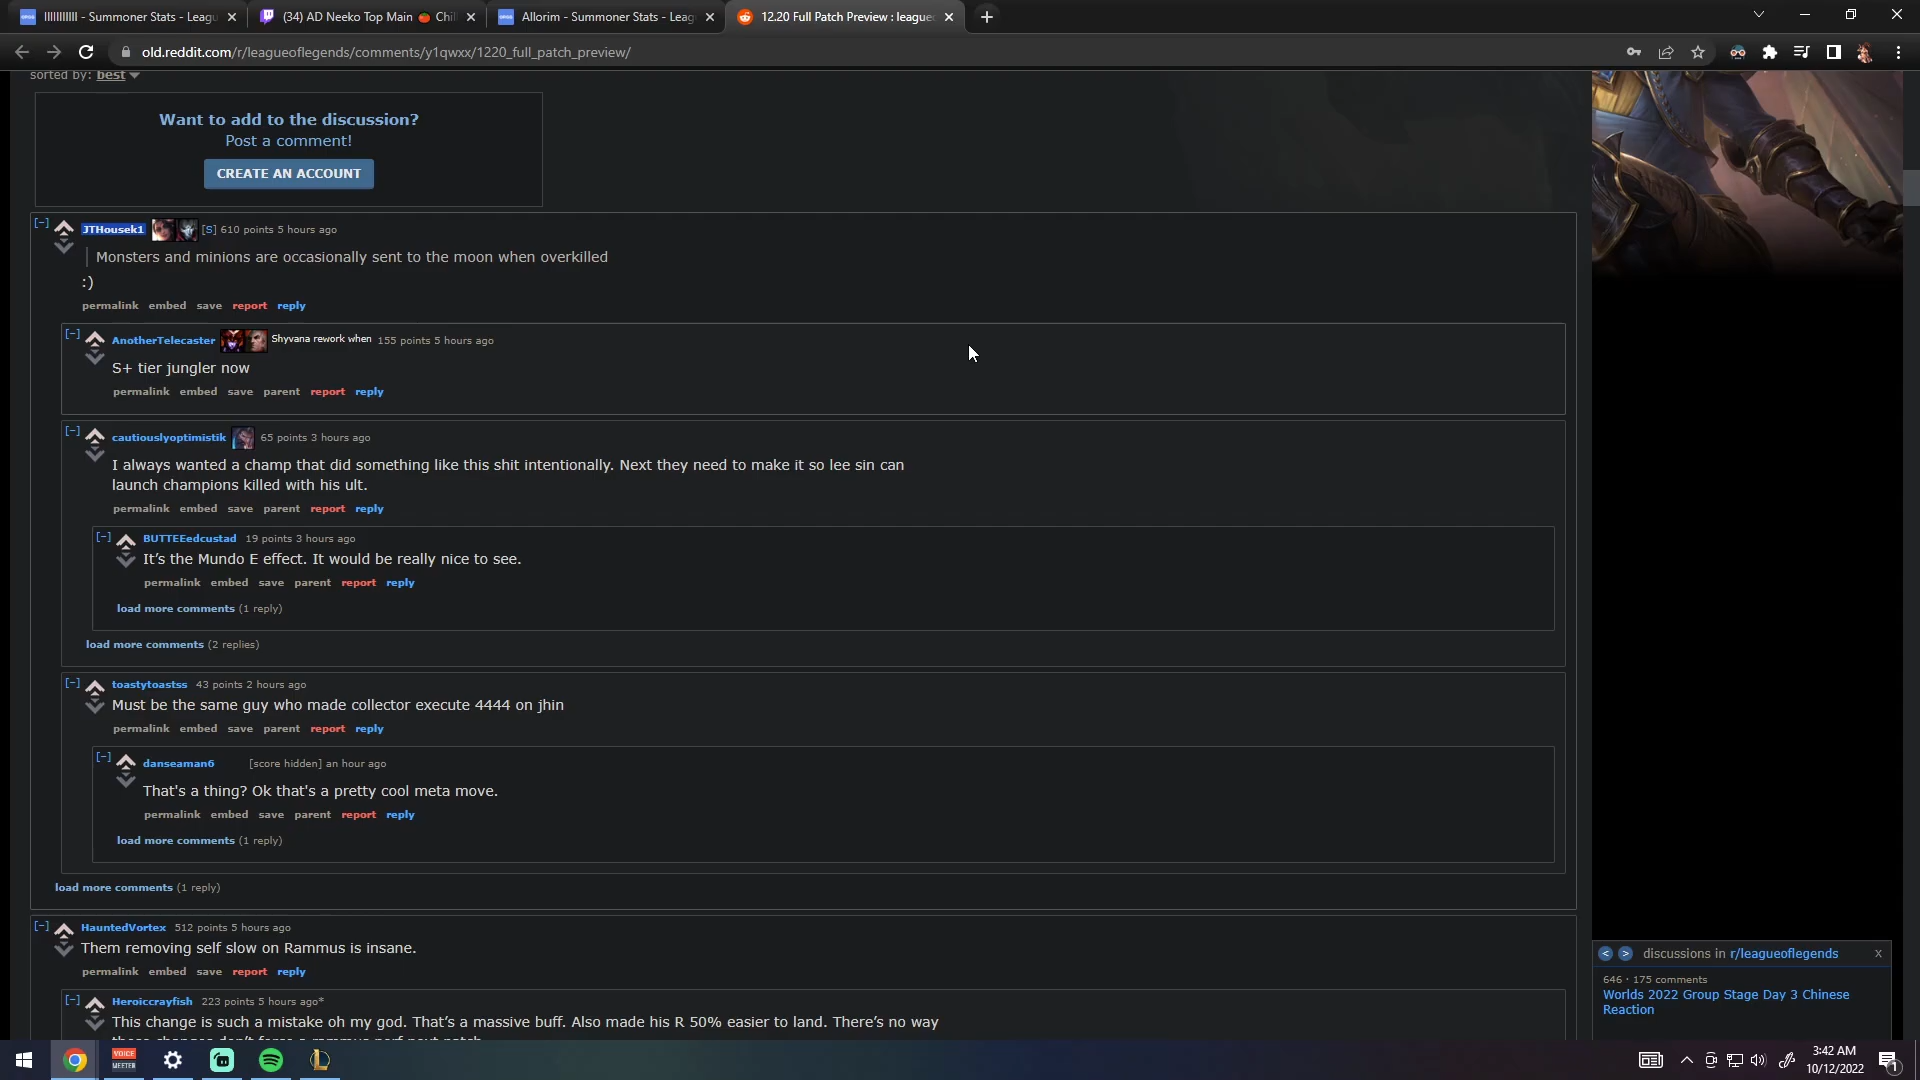 IIIIIIIIIII - Summoner Stats - Leagu
(34) AD Neeko Top Main 🍅 Chil
Allorim - Summoner Stats - Leag
12.20 Full Patch Preview : league
old.reddit.com/r/leagueoflegends/comments/y1qwxx/1220_full_patch_preview/
sorted by: best
Want to add to the discussion?
Post a comment!
CREATE AN ACCOUNT
[-] JTHousek1 [S] 610 points 5 hours ago
Monsters and minions are occasionally sent to the moon when overkilled
:)
permalink embed save report reply
[-] AnotherTelecaster Shyvana rework when 155 points 5 hours ago
S+ tier jungler now
permalink embed save parent report reply
[-] cautiouslyoptimistik 65 points 3 hours ago
I always wanted a champ that did something like this shit intentionally. Next they need to make it so lee sin can
launch champions killed with his ult.
permalink embed save parent report reply
[-] BUTTEEedcustad 19 points 3 hours ago
It's the Mundo E effect. It would be really nice to see.
permalink embed save parent report reply
load more comments (1 reply)
load more comments (2 replies)
[-] toastytoastss 43 points 2 hours ago
Must be the same guy who made collector execute 4444 on jhin
permalink embed save parent report reply
[-] danseaman6 [score hidden] an hour ago
That's a thing? Ok that's a pretty cool meta move.
permalink embed save parent report reply
load more comments (1 reply)
load more comments (1 reply)
[-] HauntedVortex 512 points 5 hours ago
Them removing self slow on Rammus is insane.
permalink embed save report reply
[-] Heroiccrayfish 223 points 5 hours ago*
This change is such a mistake oh my god. That's a massive buff. Also made his R 50% easier to land. There's no way
< > discussions in r/leagueoflegends x
646 · 175 comments
Worlds 2022 Group Stage Day 3 Chinese
Reaction
VOICE
MEETER
3:42 AM
10/12/2022
1